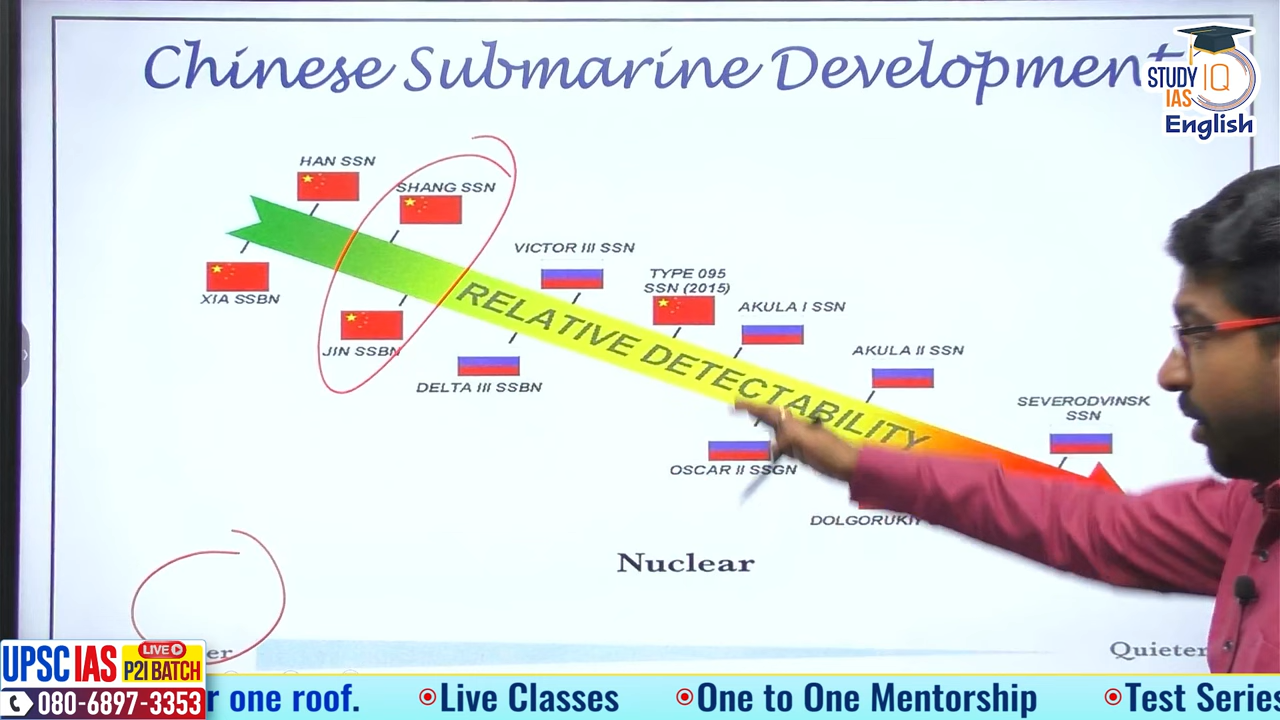 Chinese Submarine Development
STUDY IQ
IAS
English
HAN SSN
SHANG SSN
XIA SSBN
JIN SSBN
VICTOR III SSN
DELTA III SSBN
TYPE 095
SSN (2015)
AKULA I SSN
AKULA II SSN
SEVERODVINSK
SSN
OSCAR II SSGN
RELATIVE DETECTABILITY
Nuclear
Quieter
UPSC IAS
LIVE
P2I BATCH
080-6897-3353
one roof.
Live Classes
One to One Mentorship
Test Series